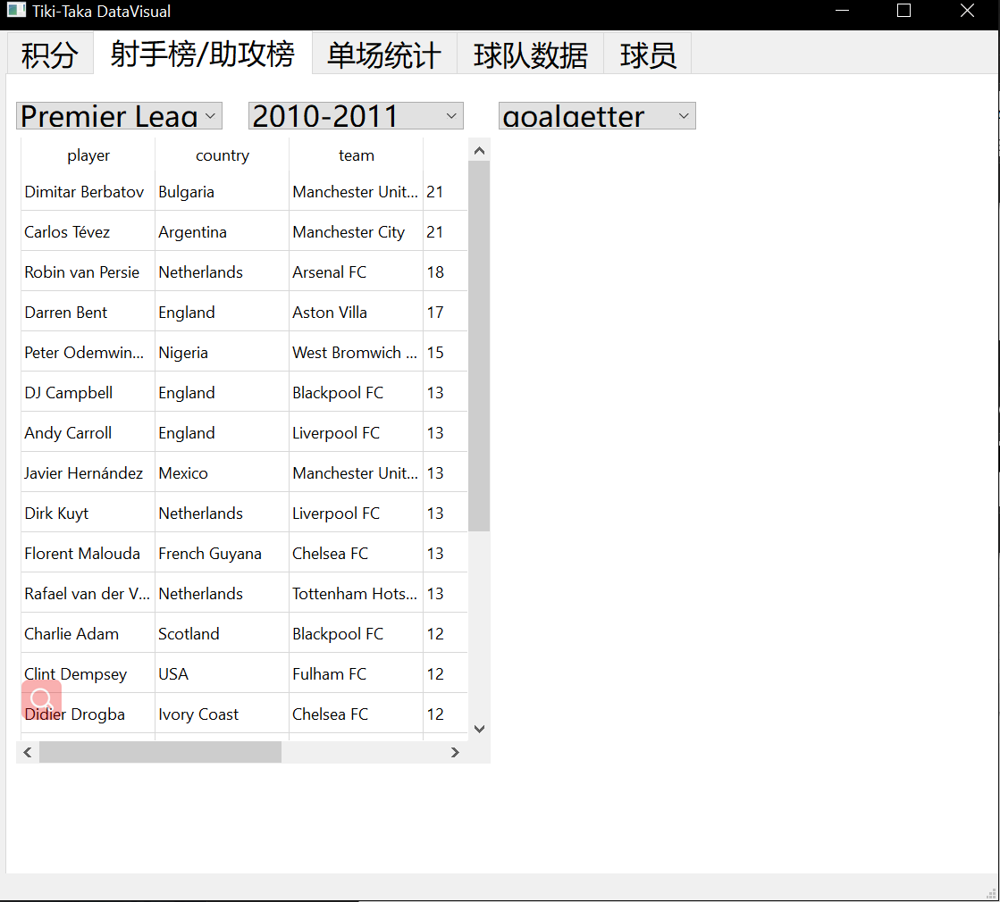 Tiki-Taka DataVisual
积分 射手榜/助攻榜 单场统计 球队数据 球员
Premier Leag 2010-2011 goalgetter
player country team
Dimitar Berbatov Bulgaria Manchester Unit... 21
Carlos Tévez Argentina Manchester City 21
Robin van Persie Netherlands Arsenal FC 18
Darren Bent England Aston Villa 17
Peter Odemwin... Nigeria West Bromwich ... 15
DJ Campbell England Blackpool FC 13
Andy Carroll England Liverpool FC 13
Javier Hernández Mexico Manchester Unit... 13
Dirk Kuyt Netherlands Liverpool FC 13
Florent Malouda French Guyana Chelsea FC 13
Rafael van der V... Netherlands Tottenham Hots... 13
Charlie Adam Scotland Blackpool FC 12
Clint Dempsey USA Fulham FC 12
Didier Drogba Ivory Coast Chelsea FC 12